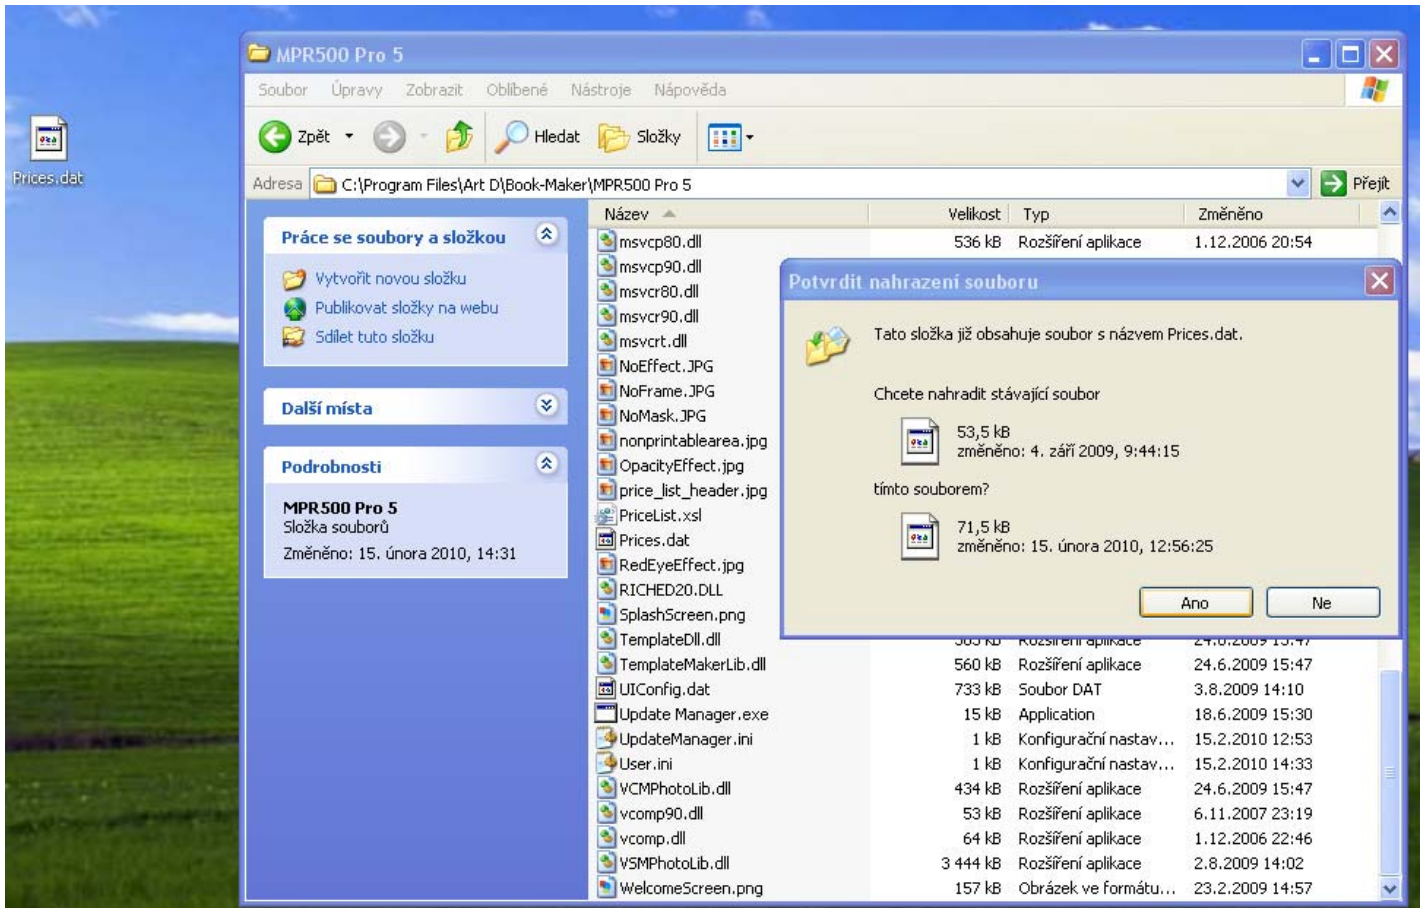 Prices.dat
MPR500 Pro 5
Soubor Úpravy Zobrazit Oblíbené Nástroje Nápověda
Zpět Hledat Složky
Adresa C:\Program Files\Art D\Book-Maker\MPR500 Pro 5 Přejít
Práce se soubory a složkou
Vytvořit novou složku
Publikovat složky na webu
Sdílet tuto složku
Další místa
Podrobnosti
MPR500 Pro 5
Složka souborů
Změněno: 15. února 2010, 14:31
Název Velikost Typ Změněno
msvcp80.dll 536 kB Rozšíření aplikace 1.12.2006 20:54
msvcp90.dll
msvcr80.dll
msvcr90.dll
msvcrt.dll
NoEffect.JPG
NoFrame.JPG
NoMask.JPG
nonprintablearea.jpg
OpacityEffect.jpg
price_list_header.jpg
PriceList.xsl
Prices.dat
RedEyeEffect.jpg
RICHED20.DLL
SplashScreen.png
TemplateDll.dll
TemplateMakerLib.dll 560 kB Rozšíření aplikace 24.6.2009 15:47
UIConfig.dat 733 kB Soubor DAT 3.8.2009 14:10
Update Manager.exe 15 kB Application 18.6.2009 15:30
UpdateManager.ini 1 kB Konfigurační nastav... 15.2.2010 12:53
User.ini 1 kB Konfigurační nastav... 15.2.2010 14:33
VCMPhotoLib.dll 434 kB Rozšíření aplikace 24.6.2009 15:47
vcomp90.dll 53 kB Rozšíření aplikace 6.11.2007 23:19
vcomp.dll 64 kB Rozšíření aplikace 1.12.2006 22:46
VSMPhotoLib.dll 3 444 kB Rozšíření aplikace 2.8.2009 14:02
WelcomeScreen.png 157 kB Obrázek ve formátu... 23.2.2009 14:57
Potvrdit nahrazení souboru
Tato složka již obsahuje soubor s názvem Prices.dat.
Chcete nahradit stávající soubor
53,5 kB
změněno: 4. září 2009, 9:44:15
tímto souborem?
71,5 kB
změněno: 15. února 2010, 12:56:25
Ano Ne